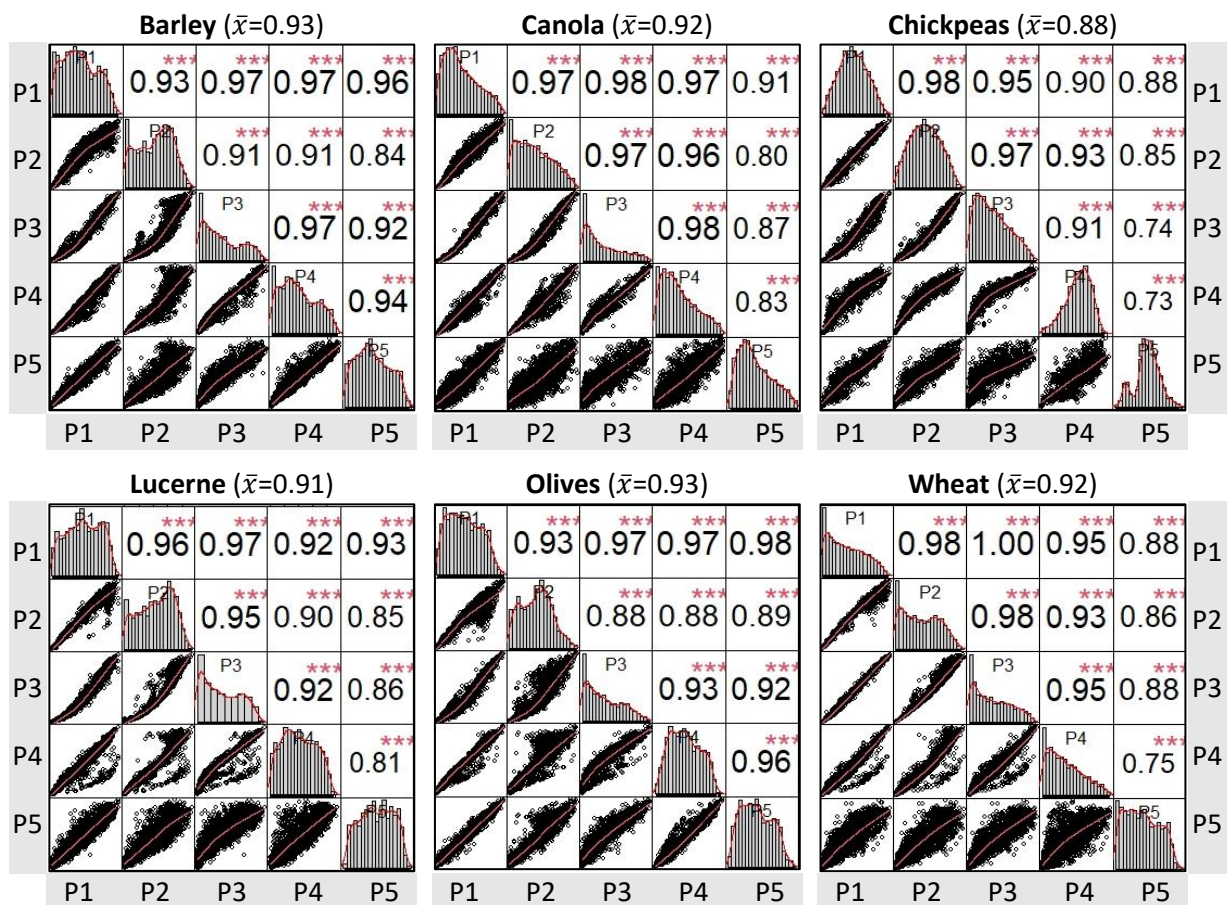 Barley (x̄=0.93) Canola (x̄=0.92) Chickpeas (x̄=0.88)
P1 P1 *** 0.93 *** 0.97 *** 0.97 *** 0.96 P1 *** 0.97 *** 0.98 *** 0.97 *** 0.91 P1 *** 0.98 *** 0.95 *** 0.90 *** 0.88 P1
P2 P2 *** 0.91 *** 0.91 *** 0.84 P2 *** 0.97 *** 0.96 *** 0.80 P2 *** 0.97 *** 0.93 *** 0.85 P2
P3 P3 *** 0.97 *** 0.92 P3 *** 0.98 *** 0.87 P3 *** 0.91 *** 0.74 P3
P4 P4 *** 0.94 P4 *** 0.83 P4 *** 0.73 P4
P5 P5 P5 P5 P5
P1 P2 P3 P4 P5 P1 P2 P3 P4 P5 P1 P2 P3 P4 P5
Lucerne (x̄=0.91) Olives (x̄=0.93) Wheat (x̄=0.92)
P1 P1 *** 0.96 *** 0.97 *** 0.92 *** 0.93 P1 *** 0.93 *** 0.97 *** 0.97 *** 0.98 P1 *** 0.98 *** 1.00 *** 0.95 *** 0.88 P1
P2 P2 *** 0.95 *** 0.90 *** 0.85 P2 *** 0.88 *** 0.88 *** 0.89 P2 *** 0.98 *** 0.93 *** 0.86 P2
P3 P3 *** 0.92 *** 0.86 P3 *** 0.93 *** 0.92 P3 *** 0.95 *** 0.88 P3
P4 P4 *** 0.81 P4 *** 0.96 P4 *** 0.75 P4
P5 P5 P5 P5 P5
P1 P2 P3 P4 P5 P1 P2 P3 P4 P5 P1 P2 P3 P4 P5